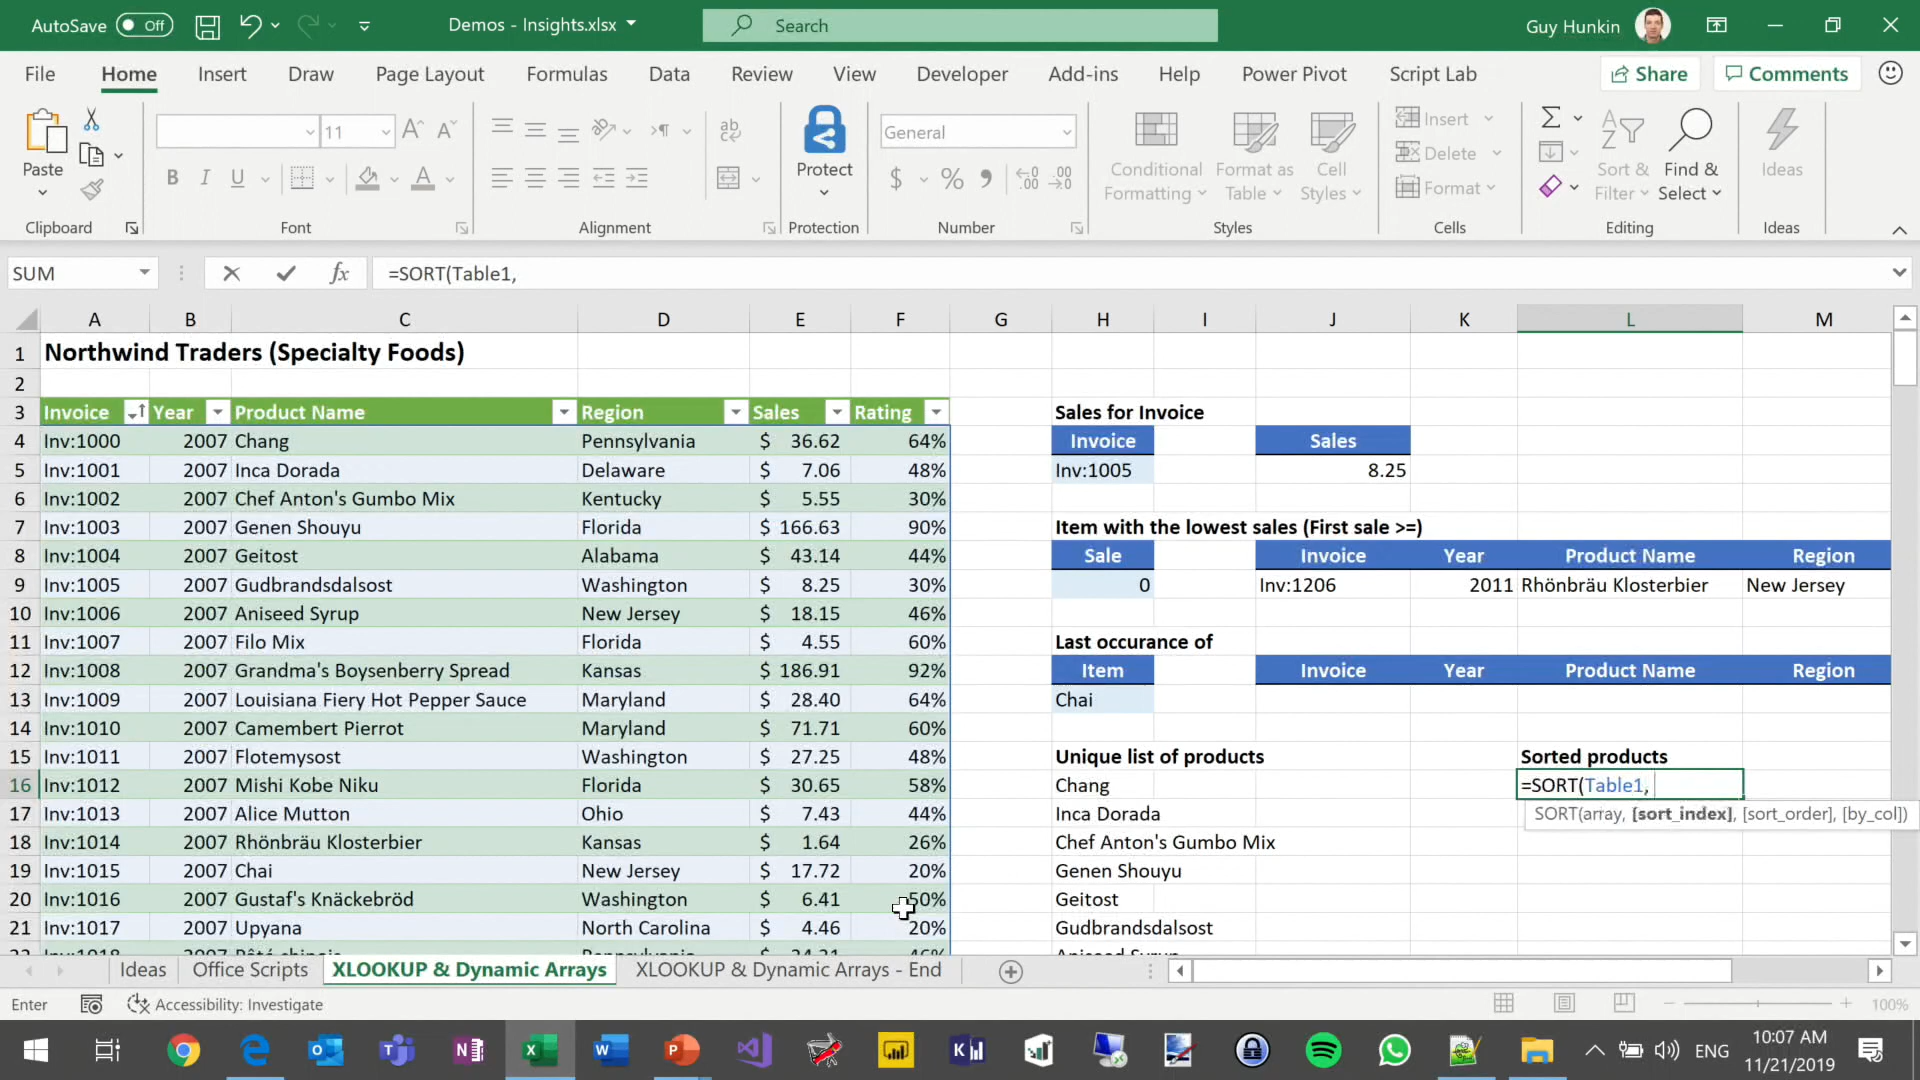 AutoSave Off Demos - Insights.xlsx Search Guy Hunkin
File Home Insert Draw Page Layout Formulas Data Review View Developer Add-ins Help Power Pivot Script Lab Share Comments
11 General Insert
Delete
Paste B I U Protect $ % Conditional Formatting Format as Table Cell Styles Format Sort & Filter Find & Select Ideas
Clipboard Font Alignment Protection Number Styles Cells Editing Ideas
SUM fx =SORT(Table1,
A B C D E F G H I J K L M
1 Northwind Traders (Specialty Foods)
2
3 Invoice Year Product Name Region Sales Rating Sales for Invoice
4 Inv:1000 2007 Chang Pennsylvania $ 36.62 64% Invoice Sales
5 Inv:1001 2007 Inca Dorada Delaware $ 7.06 48% Inv:1005 8.25
6 Inv:1002 2007 Chef Anton's Gumbo Mix Kentucky $ 5.55 30%
7 Inv:1003 2007 Genen Shouyu Florida $ 166.63 90% Item with the lowest sales (First sale >=)
8 Inv:1004 2007 Geitost Alabama $ 43.14 44% Sale Invoice Year Product Name Region
9 Inv:1005 2007 Gudbrandsdalsost Washington $ 8.25 30% 0 Inv:1206 2011 Rhönbräu Klosterbier New Jersey
10 Inv:1006 2007 Aniseed Syrup New Jersey $ 18.15 46%
11 Inv:1007 2007 Filo Mix Florida $ 4.55 60% Last occurance of
12 Inv:1008 2007 Grandma's Boysenberry Spread Kansas $ 186.91 92% Item Invoice Year Product Name Region
13 Inv:1009 2007 Louisiana Fiery Hot Pepper Sauce Maryland $ 28.40 64% Chai
14 Inv:1010 2007 Camembert Pierrot Maryland $ 71.71 60%
15 Inv:1011 2007 Flotemysost Washington $ 27.25 48% Unique list of products Sorted products
16 Inv:1012 2007 Mishi Kobe Niku Florida $ 30.65 58% Chang =SORT(Table1,
17 Inv:1013 2007 Alice Mutton Ohio $ 7.43 44% Inca Dorada SORT(array, [sort_index], [sort_order], [by_col])
18 Inv:1014 2007 Rhönbräu Klosterbier Kansas $ 1.64 26% Chef Anton's Gumbo Mix
19 Inv:1015 2007 Chai New Jersey $ 17.72 20% Genen Shouyu
20 Inv:1016 2007 Gustaf's Knäckebröd Washington $ 6.41 50% Geitost
21 Inv:1017 2007 Upyana North Carolina $ 4.46 20% Gudbrandsdalsost
Ideas Office Scripts XLOOKUP & Dynamic Arrays XLOOKUP & Dynamic Arrays - End
Enter Accessibility: Investigate 100%
10:07 AM
ENG
11/21/2019